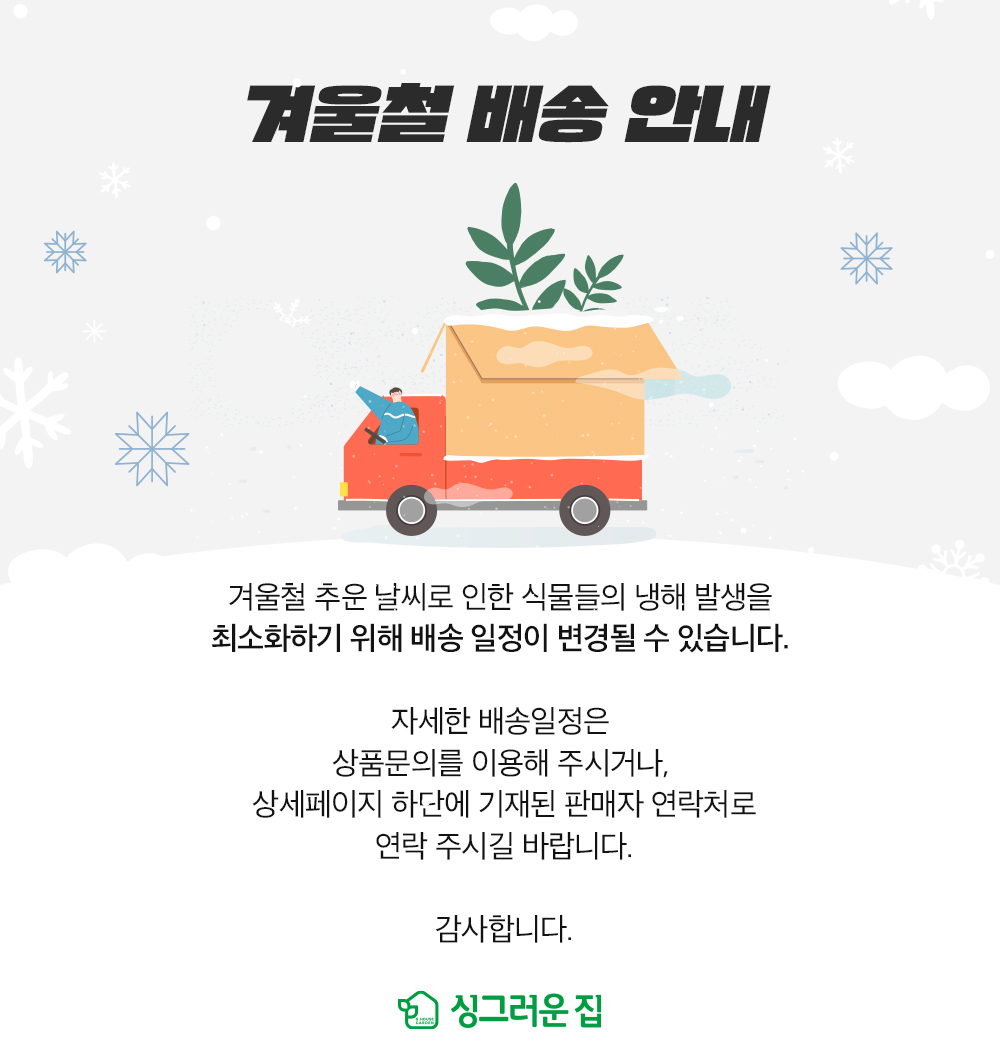 겨울철 배송 안내
겨울철 추운 날씨로 인한 식물들의 냉해 발생을
최소화하기 위해 배송 일정이 변경될 수 있습니다.
자세한 배송일정은
상품문의를 이용해 주시거나,
상세페이지 하단에 기재된 판매자 연락처로
연락 주시길 바랍니다.
감사합니다.
싱그러운 집